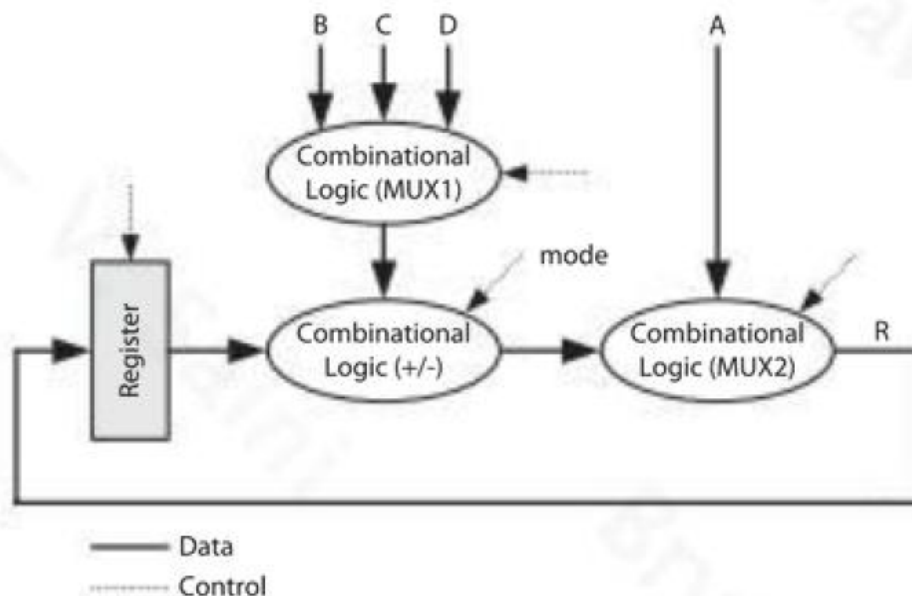 B C D A
Combinational
Logic (MUX1)
mode
Register
Combinational
Logic (+/-)
Combinational
Logic (MUX2)
R
Data
Control